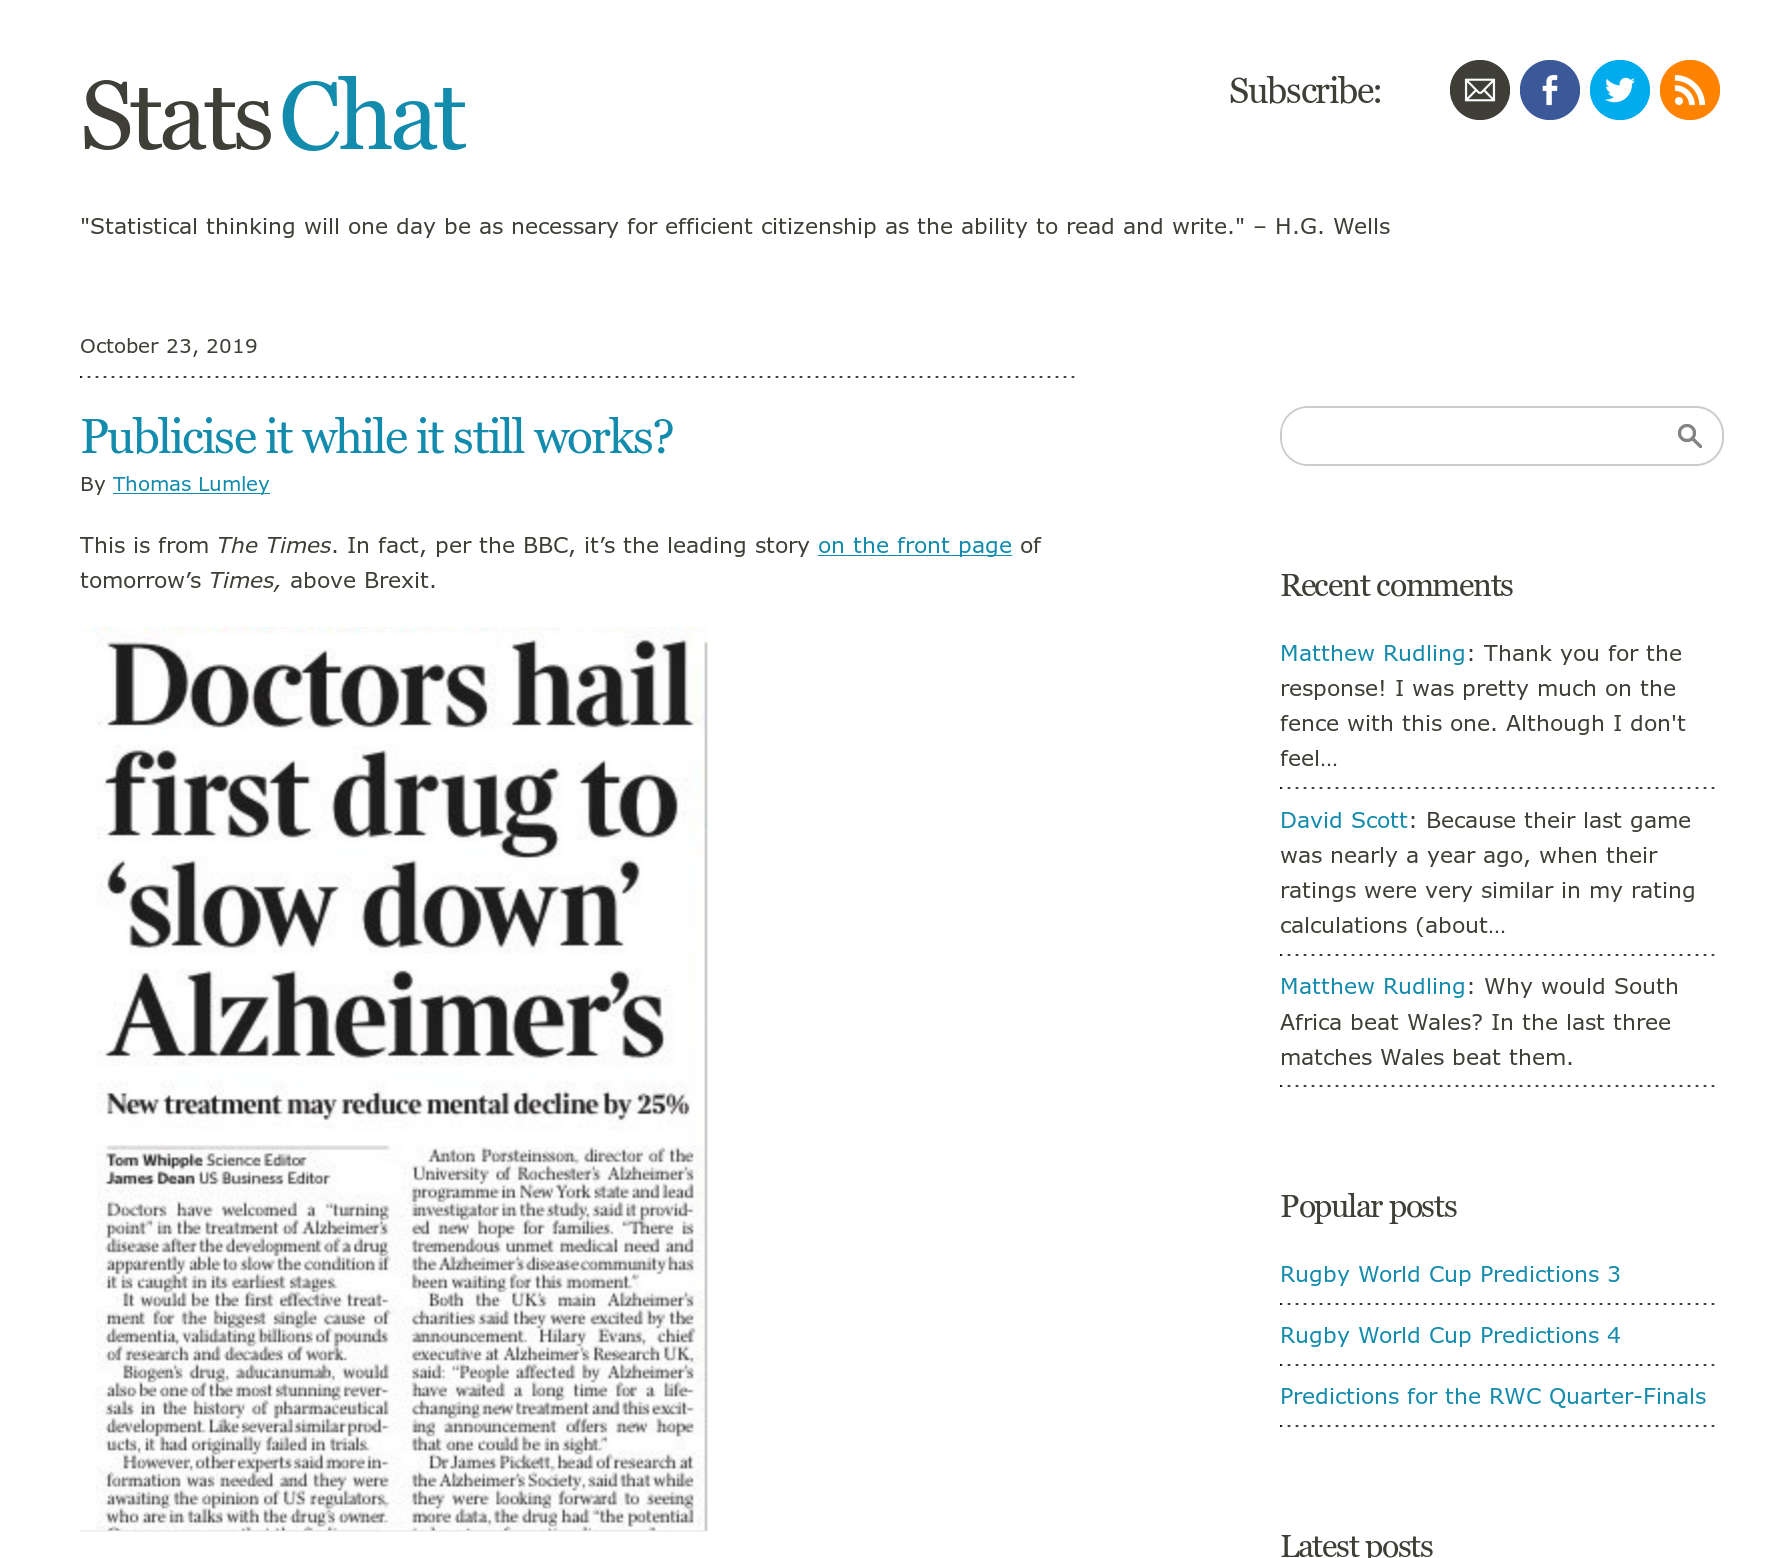 Stats Chat
Subscribe:
"Statistical thinking will one day be as necessary for efficient citizenship as the ability to read and write." – H.G. Wells
October 23, 2019
Publicise it while it still works?
By Thomas Lumley
This is from The Times. In fact, per the BBC, it’s the leading story on the front page of
tomorrow’s Times, above Brexit.
Doctors hail
first drug to
‘slow down’
Alzheimer’s
New treatment may reduce mental decline by 25%
Tom Whipple Science Editor
James Dean US Business Editor
Doctors have welcomed a “turning
point” in the treatment of Alzheimer’s
disease after the development of a drug
apparently able to slow the condition if
it is caught in its earliest stages.
It would be the first effective treat-
ment for the biggest single cause of
dementia, validating billions of pounds
of research and decades of work.
Biogen’s drug, aducanumab, would
also be one of the most stunning rever-
sals in the history of pharmaceutical
development. Like several similar prod-
ucts, it had originally failed in trials.
However, other experts said more in-
formation was needed and they were
awaiting the opinion of US regulators,
who are in talks with the drug’s owner.
Anton Porsteinsson, director of the
University of Rochester’s Alzheimer’s
programme in New York state and lead
investigator in the study, said it provid-
ed new hope for families. “There is
tremendous unmet medical need and
the Alzheimer’s disease community has
been waiting for this moment.”
Both the UK’s main Alzheimer’s
charities said they were excited by the
announcement. Hilary Evans, chief
executive at Alzheimer’s Research UK,
said: “People affected by Alzheimer’s
have waited a long time for a life-
changing new treatment and this excit-
ing announcement offers new hope
that one could be in sight.”
Dr James Pickett, head of research at
the Alzheimer’s Society, said that while
they were looking forward to seeing
more data, the drug had “the potential
Recent comments
Matthew Rudling: Thank you for the
response! I was pretty much on the
fence with this one. Although I don't
feel…
David Scott: Because their last game
was nearly a year ago, when their
ratings were very similar in my rating
calculations (about…
Matthew Rudling: Why would South
Africa beat Wales? In the last three
matches Wales beat them.
Popular posts
Rugby World Cup Predictions 3
Rugby World Cup Predictions 4
Predictions for the RWC Quarter-Finals
Latest posts